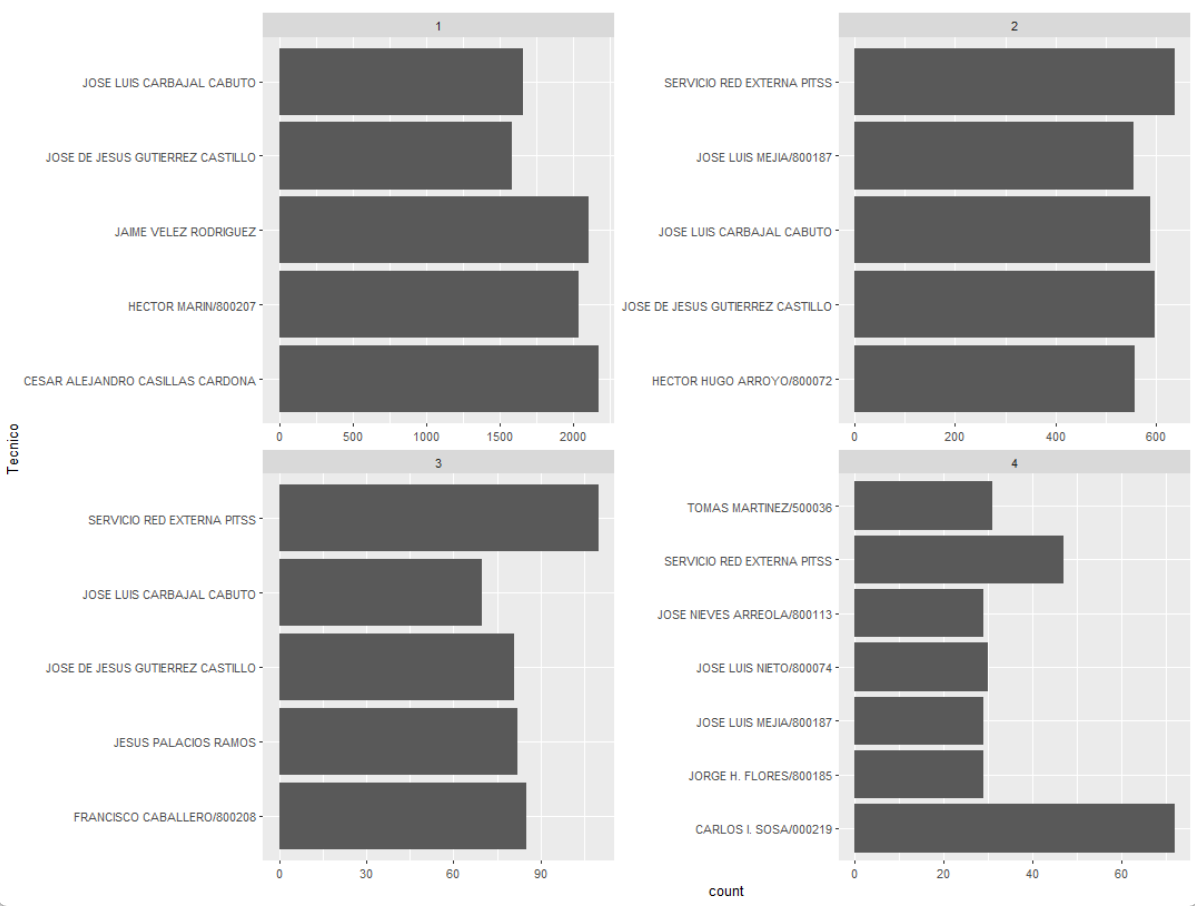 1
JOSE LUIS CARBAJAL CABUTO
JOSE DE JESUS GUTIERREZ CASTILLO
JAIME VELEZ RODRIGUEZ
HECTOR MARIN/800207
CESAR ALEJANDRO CASILLAS CARDONA
0 500 1000 1500 2000
2
SERVICIO RED EXTERNA PITSS
JOSE LUIS MEJIA/800187
JOSE LUIS CARBAJAL CABUTO
JOSE DE JESUS GUTIERREZ CASTILLO
HECTOR HUGO ARROYO/800072
0 200 400 600
Tecnico
3
SERVICIO RED EXTERNA PITSS
JOSE LUIS CARBAJAL CABUTO
JOSE DE JESUS GUTIERREZ CASTILLO
JESUS PALACIOS RAMOS
FRANCISCO CABALLERO/800208
0 30 60 90
4
TOMAS MARTINEZ/500036
SERVICIO RED EXTERNA PITSS
JOSE NIEVES ARREOLA/800113
JOSE LUIS NIETO/800074
JOSE LUIS MEJIA/800187
JORGE H. FLORES/800185
CARLOS I. SOSA/000219
0 20 40 60
count